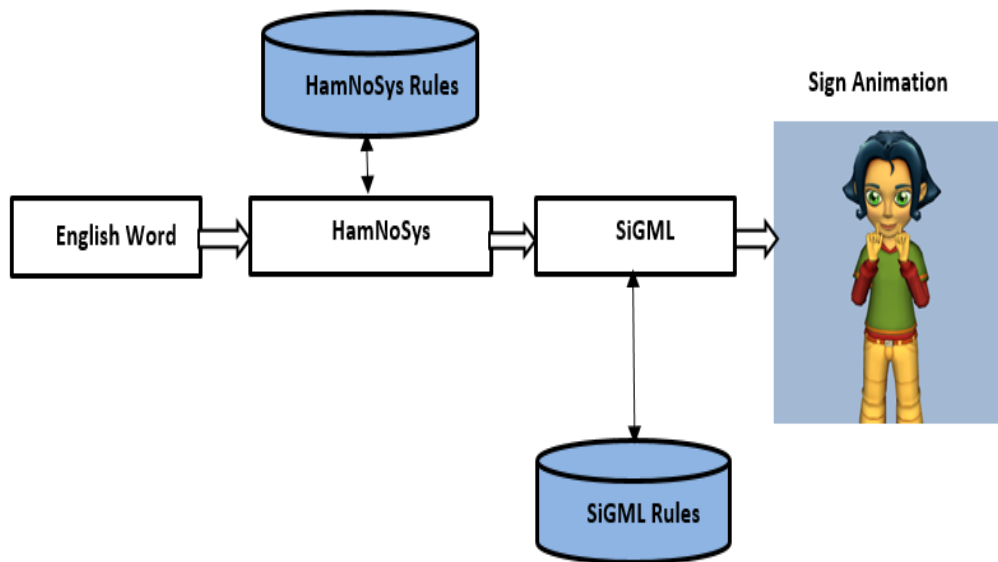 HamNoSys Rules
Sign Animation
English Word
HamNoSys
SiGML
SiGML Rules